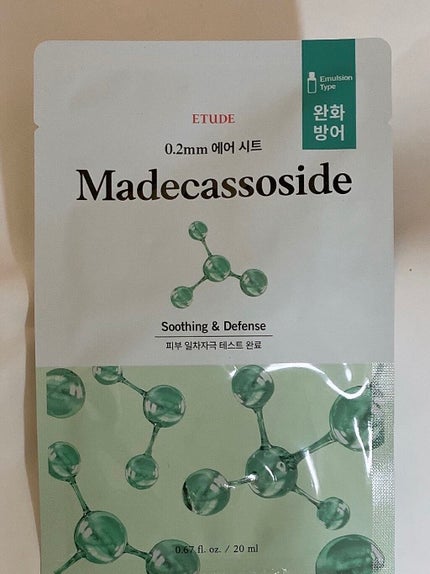 Emulsion
Type
완화
방어
ETUDE
0.2mm 에어 시트
Madecassoside
Soothing & Defense
피부 일차자극 테스트 완료
0.67 fl. oz. / 20 ml